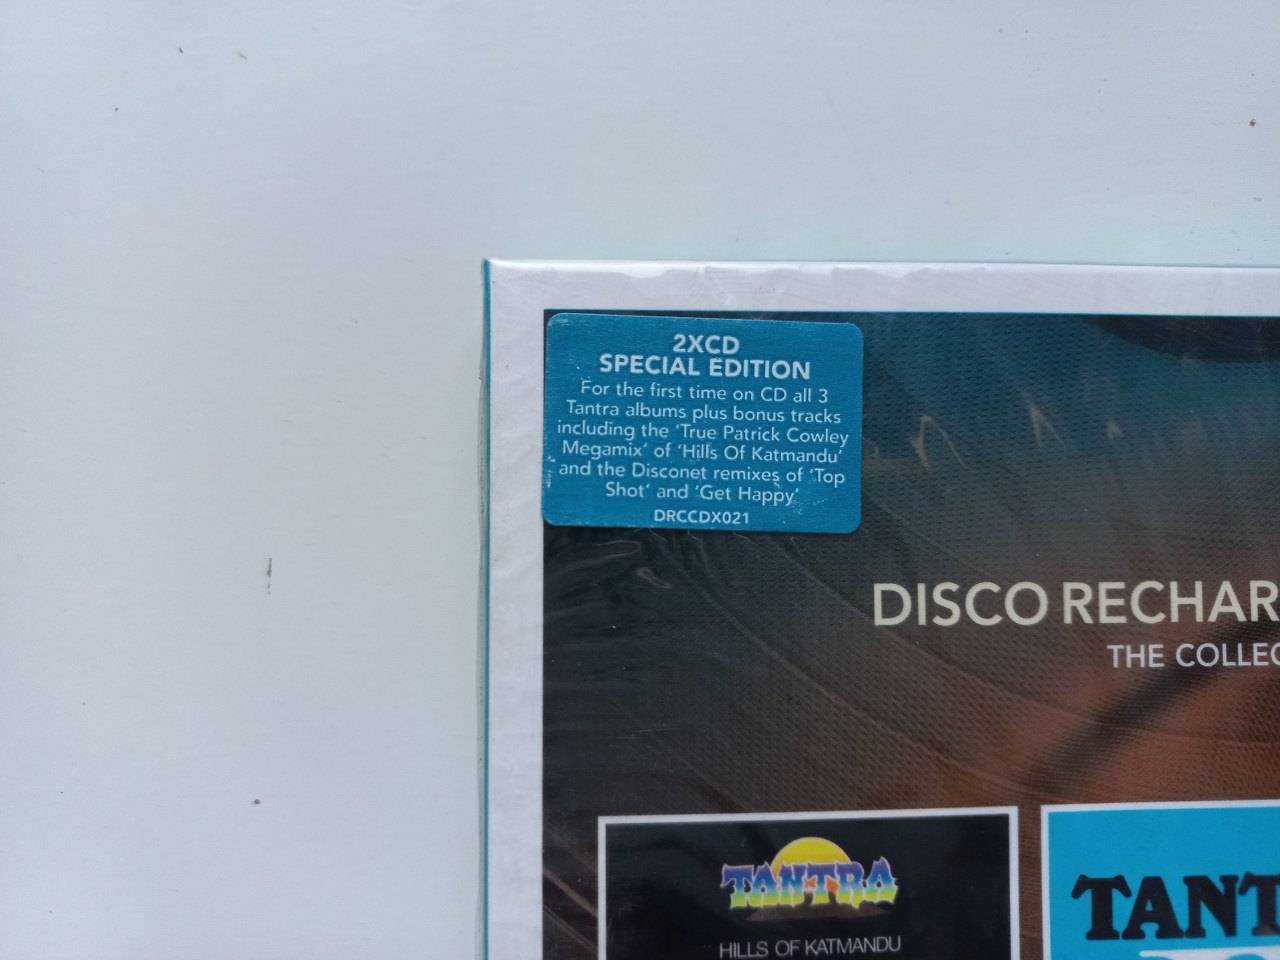 2XCD
SPECIAL EDITION
For the first time on CD all 3
Tantra albums plus bonus tracks
including the 'True Patrick Cowley
Megamix' of 'Hills Of Katmandu'
and the Disconet remixes of 'Top
Shot' and 'Get Happy'
DRCCDX021
DISCO RECHAR
THE COLLEC
TANTRA
HILLS OF KATMANDU
TANT